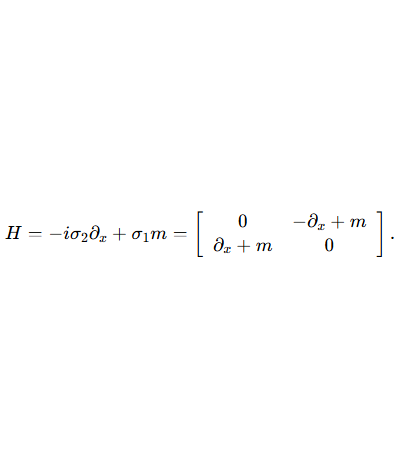 H = −iσ₂∂ₓ + σ₁m = [ 0 −∂ₓ + m ; ∂ₓ + m 0 ] .